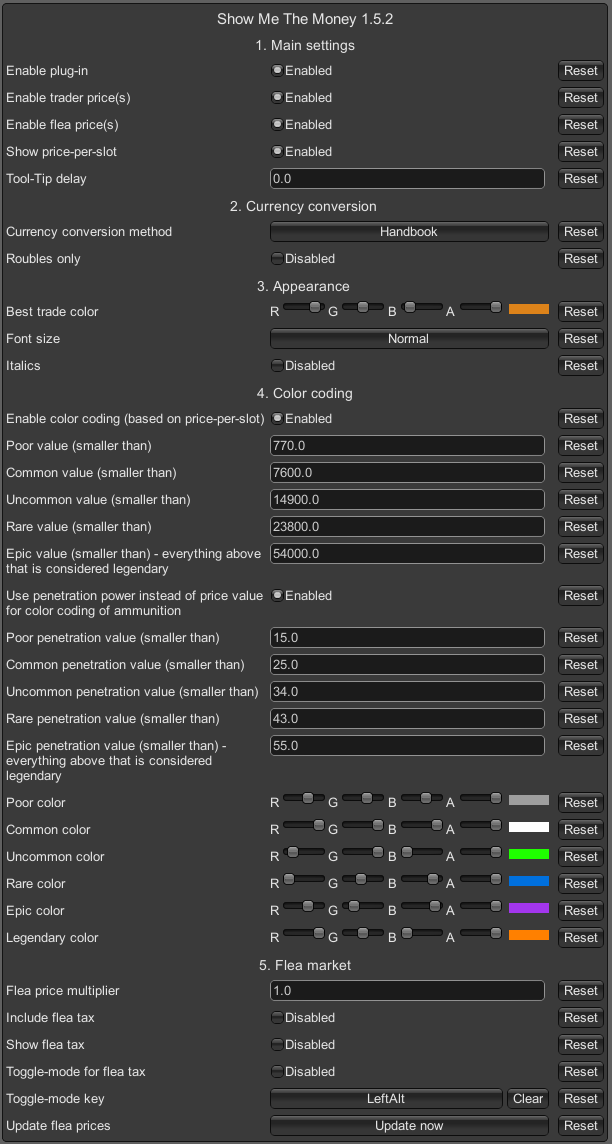 Show Me The Money 1.5.2
1. Main settings
Enable plug-in Enabled Reset
Enable trader price(s) Enabled Reset
Enable flea price(s) Enabled Reset
Show price-per-slot Enabled Reset
Tool-Tip delay 0.0 Reset
2. Currency conversion
Currency conversion method Handbook Reset
Roubles only Disabled Reset
3. Appearance
Best trade color R G B A Reset
Font size Normal Reset
Italics Disabled Reset
4. Color coding
Enable color coding (based on price-per-slot) Enabled Reset
Poor value (smaller than) 770.0 Reset
Common value (smaller than) 7600.0 Reset
Uncommon value (smaller than) 14900.0 Reset
Rare value (smaller than) 23800.0 Reset
Epic value (smaller than) - everything above 54000.0 Reset
that is considered legendary
Use penetration power instead of price value Enabled Reset
for color coding of ammunition
Poor penetration value (smaller than) 15.0 Reset
Common penetration value (smaller than) 25.0 Reset
Uncommon penetration value (smaller than) 34.0 Reset
Rare penetration value (smaller than) 43.0 Reset
Epic penetration value (smaller than) - 55.0 Reset
everything above that is considered
legendary
Poor color R G B A Reset
Common color R G B A Reset
Uncommon color R G B A Reset
Rare color R G B A Reset
Epic color R G B A Reset
Legendary color R G B A Reset
5. Flea market
Flea price multiplier 1.0 Reset
Include flea tax Disabled Reset
Show flea tax Disabled Reset
Toggle-mode for flea tax Disabled Reset
Toggle-mode key LeftAlt Clear Reset
Update flea prices Update now Reset